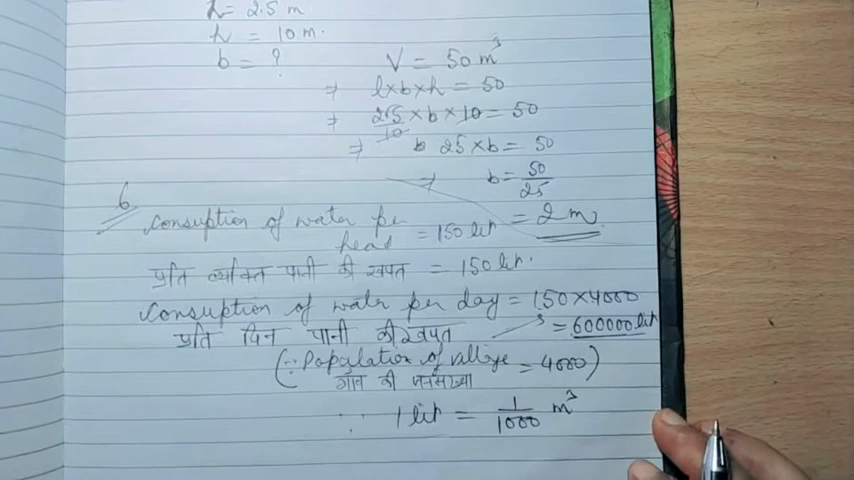 l = 2.5 m
h = 10 m.
b = ?
V = 50 m³
⇒ l×b×h = 50
⇒ 25/10 ×b×10 = 50
⇒ b 25×b = 50
⇒ b = 50/25
= 2 m
6
Consuption of water per head = 150 lit
प्रति व्यक्ति पानी की खपत = 150 lit.
Consuption of water per day = 150×4000
प्रति दिन पानी की खपत = 600000 lit
(∵ Population of village = 4000)
गाँव की जनसंख्या
∵ 1 lit = 1/1000 m³